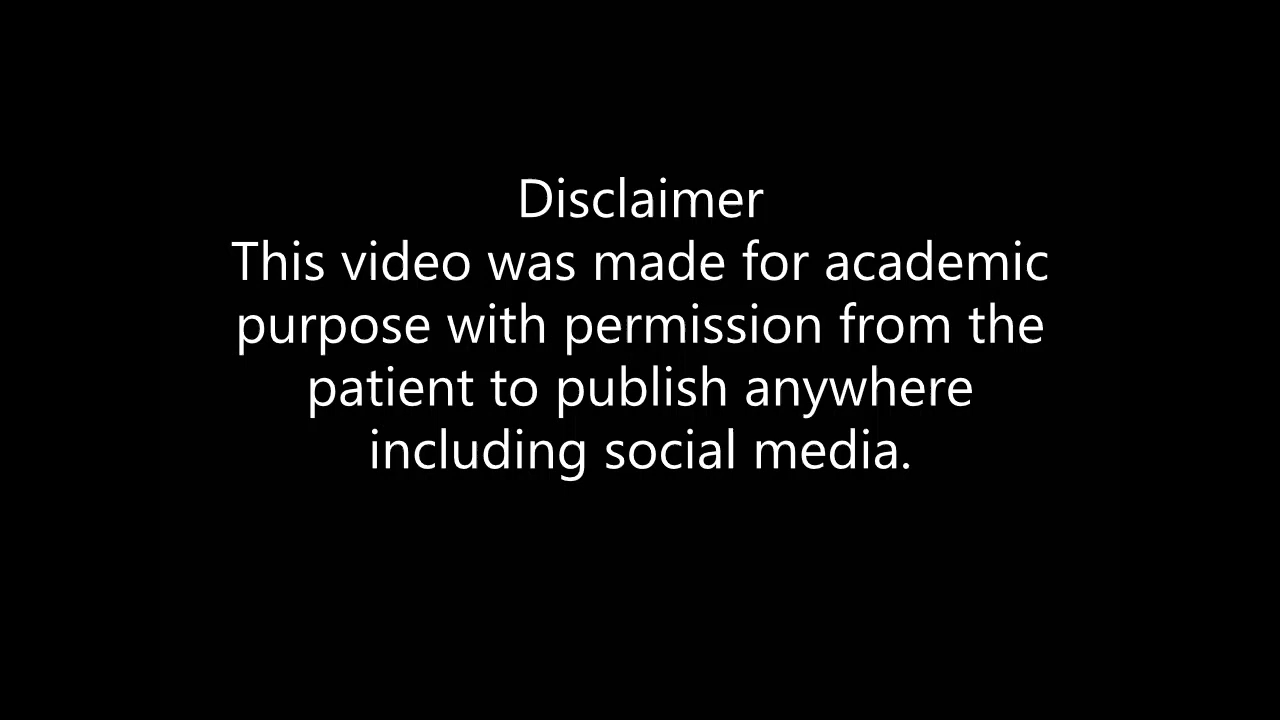 Disclaimer
This video was made for academic
purpose with permission from the
patient to publish anywhere
including social media.